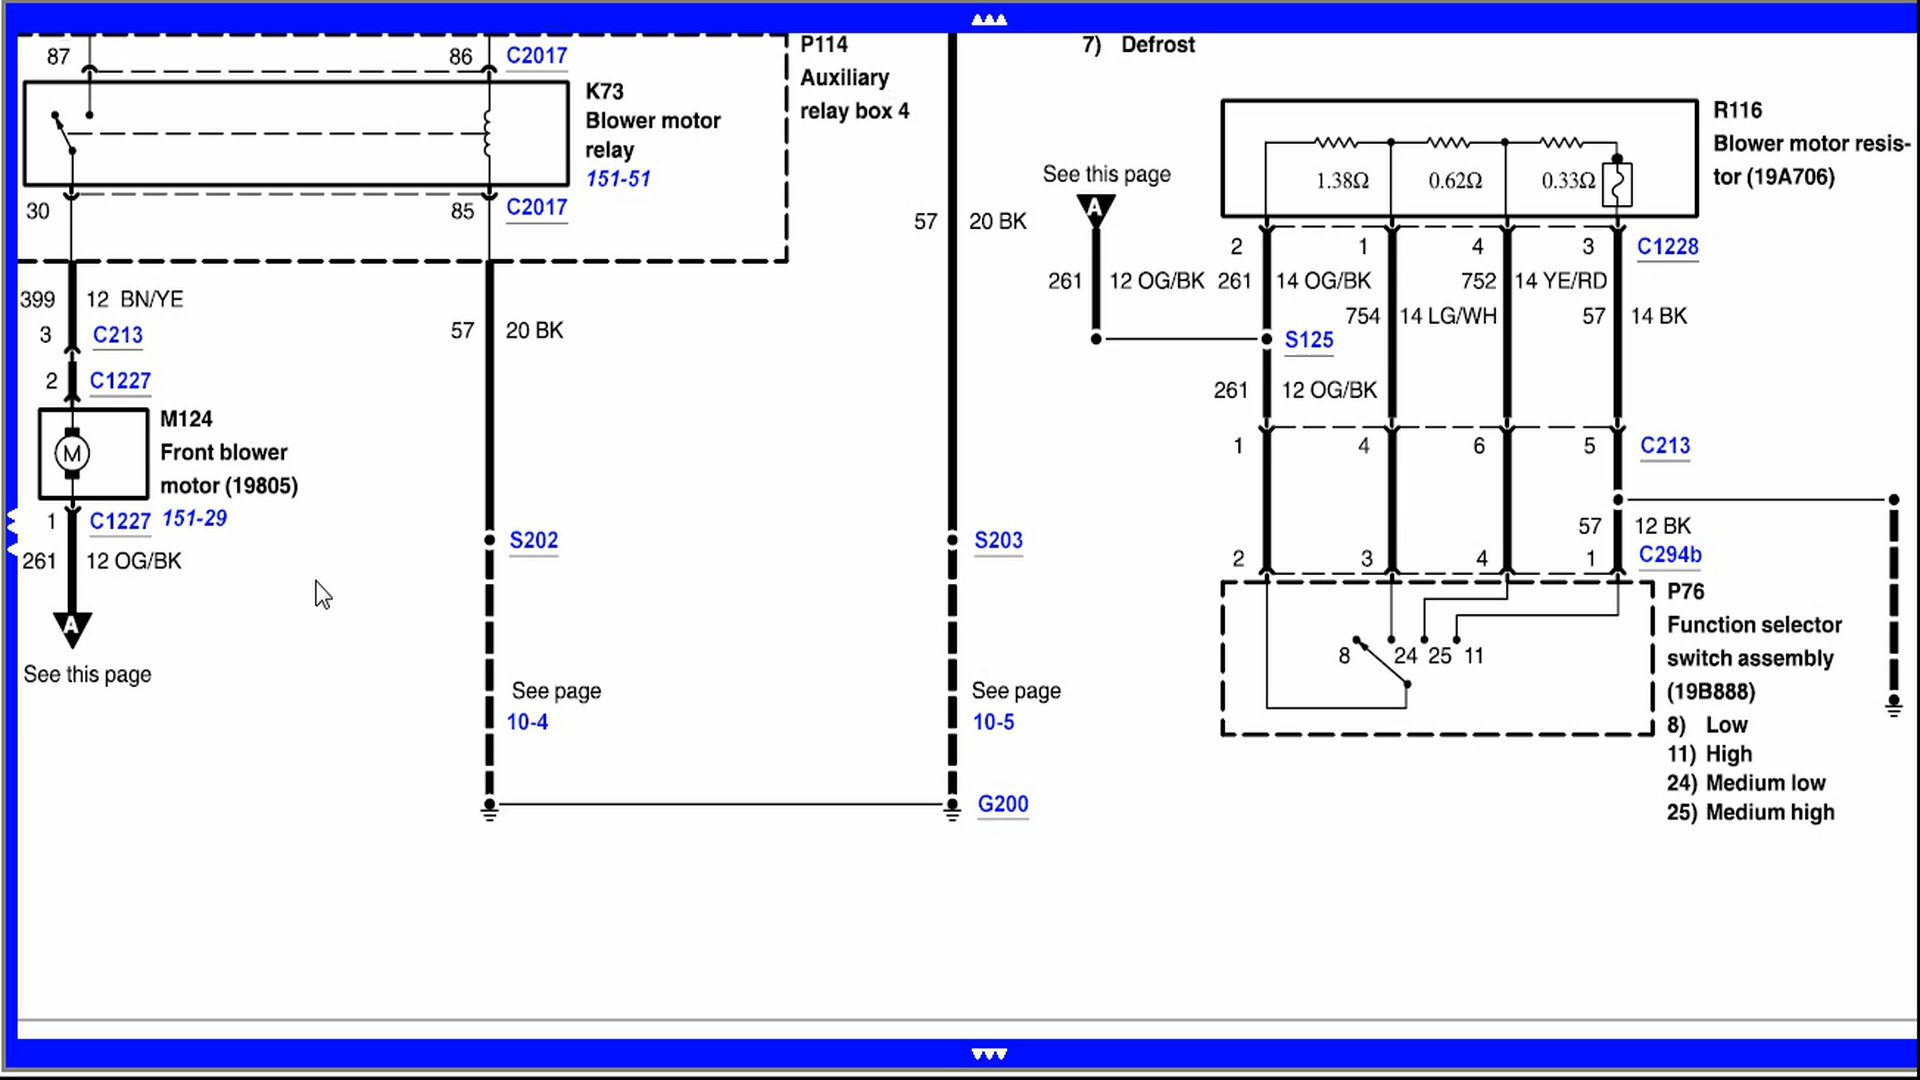 87
86
C2017
K73
Blower motor
relay
151-51
30
85
C2017
P114
Auxiliary
relay box 4
399
12 BN/YE
3
C213
2
C1227
M
M124
Front blower
motor (19805)
1
C1227
151-29
261
12 OG/BK
A
See this page
57
20 BK
S202
See page
10-4
57
20 BK
S203
See page
10-5
G200
7) Defrost
R116
Blower motor resis-
tor (19A706)
1.38Ω
0.62Ω
0.33Ω
See this page
A
261
12 OG/BK
2
1
4
3
C1228
261
14 OG/BK
752
14 YE/RD
754
14 LG/WH
57
14 BK
S125
261
12 OG/BK
1
4
6
5
C213
57
12 BK
2
3
4
1
C294b
8
24
25
11
P76
Function selector
switch assembly
(19B888)
8) Low
11) High
24) Medium low
25) Medium high